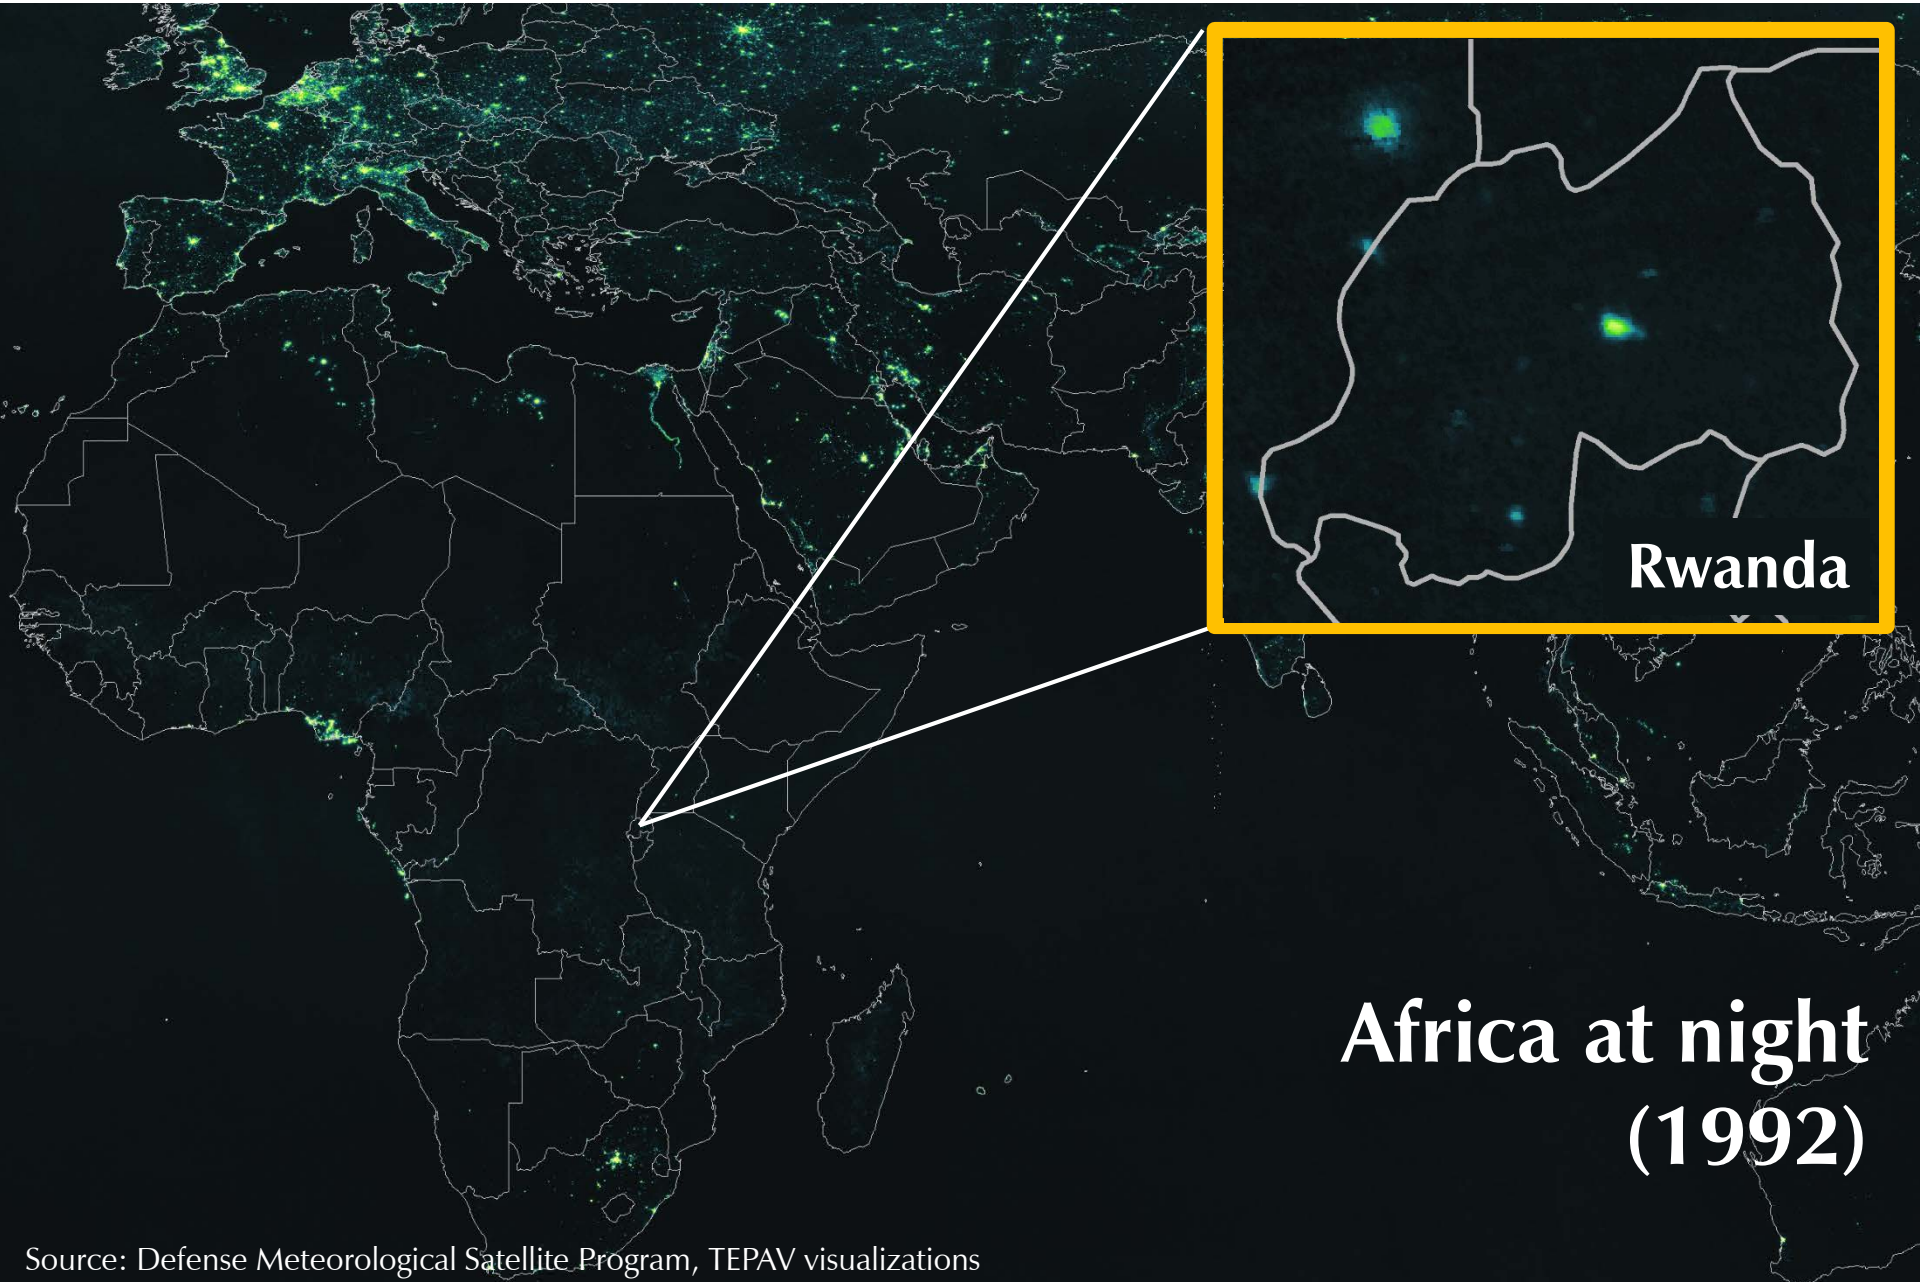 Rwanda
Africa at night
(1992)
Source: Defense Meteorological Satellite Program, TEPAV visualizations